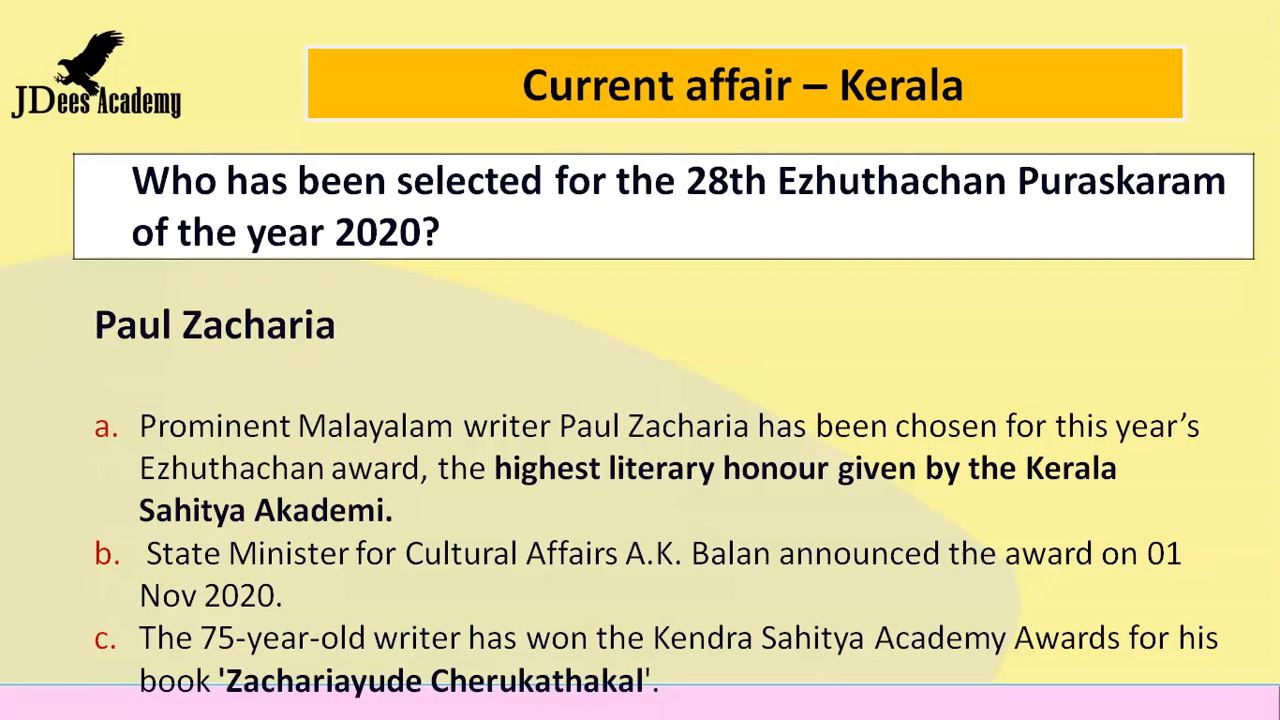 JDees Academy
Current affair – Kerala
Who has been selected for the 28th Ezhuthachan Puraskaram
of the year 2020?
Paul Zacharia
a. Prominent Malayalam writer Paul Zacharia has been chosen for this year’s
Ezhuthachan award, the highest literary honour given by the Kerala
Sahitya Akademi.
b. State Minister for Cultural Affairs A.K. Balan announced the award on 01
Nov 2020.
c. The 75-year-old writer has won the Kendra Sahitya Academy Awards for his
book 'Zachariayude Cherukathakal'.